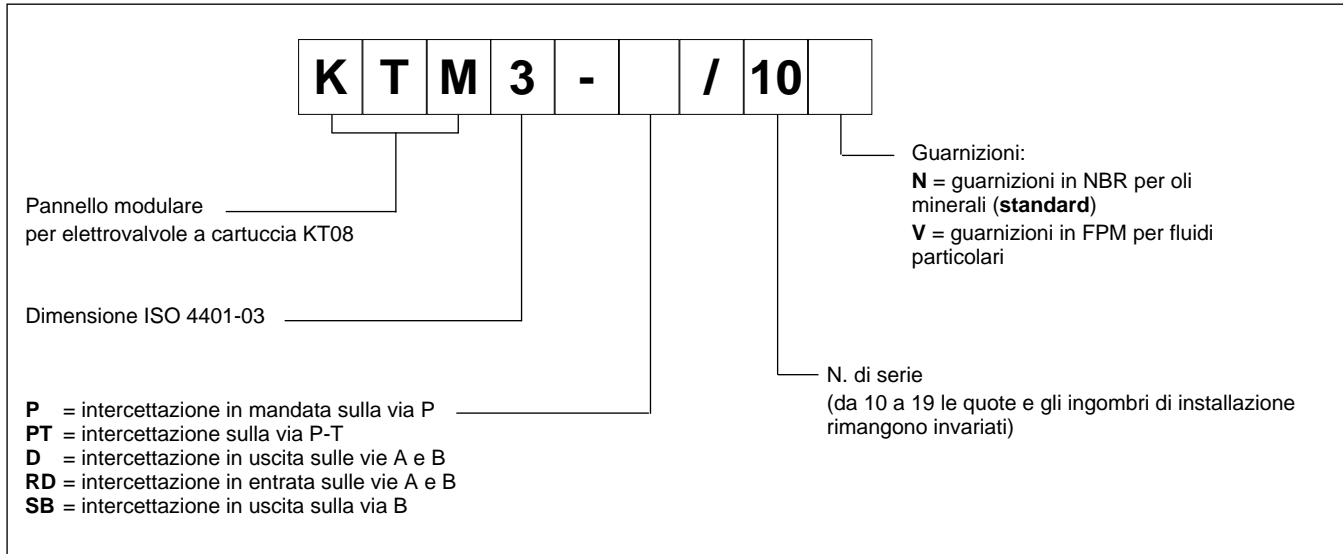 K T M 3 - / 10
Guarnizioni:
N = guarnizioni in NBR per oli
minerali (standard)
V = guarnizioni in FPM per fluidi
particolari
Pannello modulare
per elettrovalvole a cartuccia KT08
Dimensione ISO 4401-03
N. di serie
(da 10 a 19 le quote e gli ingombri di installazione
rimangono invariati)
P = intercettazione in mandata sulla via P
PT = intercettazione sulla via P-T
D = intercettazione in uscita sulle vie A e B
RD = intercettazione in entrata sulle vie A e B
SB = intercettazione in uscita sulla via B